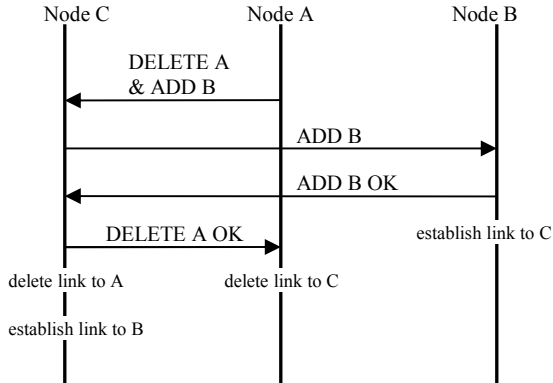 Node C Node A Node B
DELETE A
& ADD B
ADD B
ADD B OK
DELETE A OK
establish link to C
delete link to A delete link to C
establish link to B